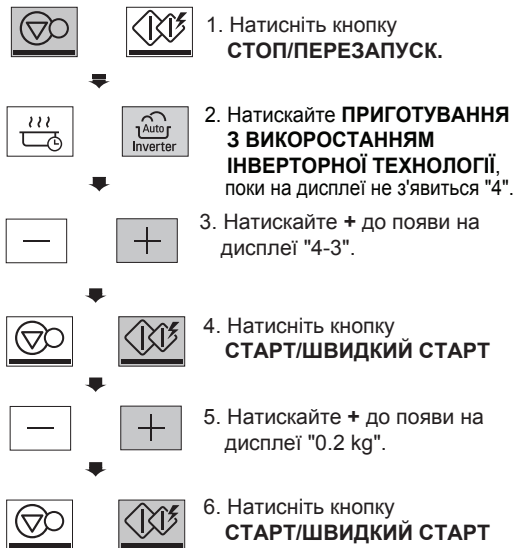 1. Натисніть кнопку
СТОП/ПЕРЕЗАПУСК.
2. Натискайте ПРИГОТУВАННЯ
З ВИКОРОСТАННЯМ
ІНВЕРТОРНОЇ ТЕХНОЛОГІЇ,
поки на дисплеї не з'явиться "4".
Auto
Inverter
3. Натискайте + до появи на
дисплеї "4-3".
4. Натисніть кнопку
СТАРТ/ШВИДКИЙ СТАРТ
5. Натискайте + до появи на
дисплеї "0.2 kg".
6. Натисніть кнопку
СТАРТ/ШВИДКИЙ СТАРТ